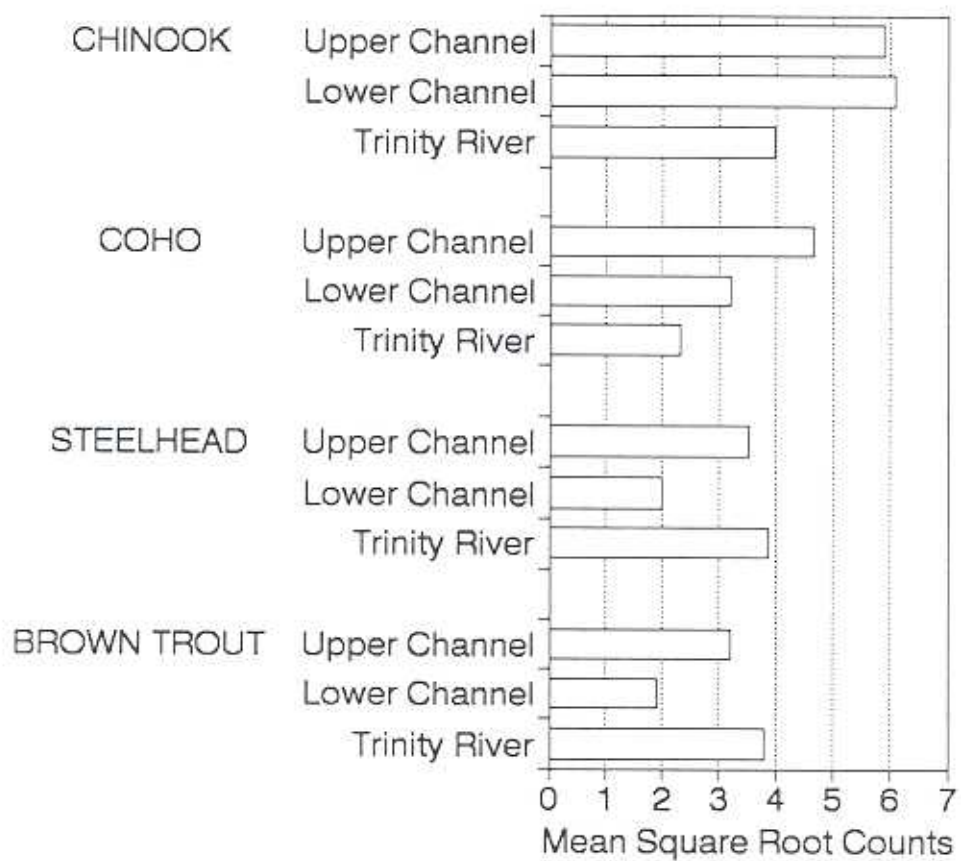 CHINOOK Upper Channel
Lower Channel
Trinity River
COHO Upper Channel
Lower Channel
Trinity River
STEELHEAD Upper Channel
Lower Channel
Trinity River
BROWN TROUT Upper Channel
Lower Channel
Trinity River
0 1 2 3 4 5 6 7
Mean Square Root Counts